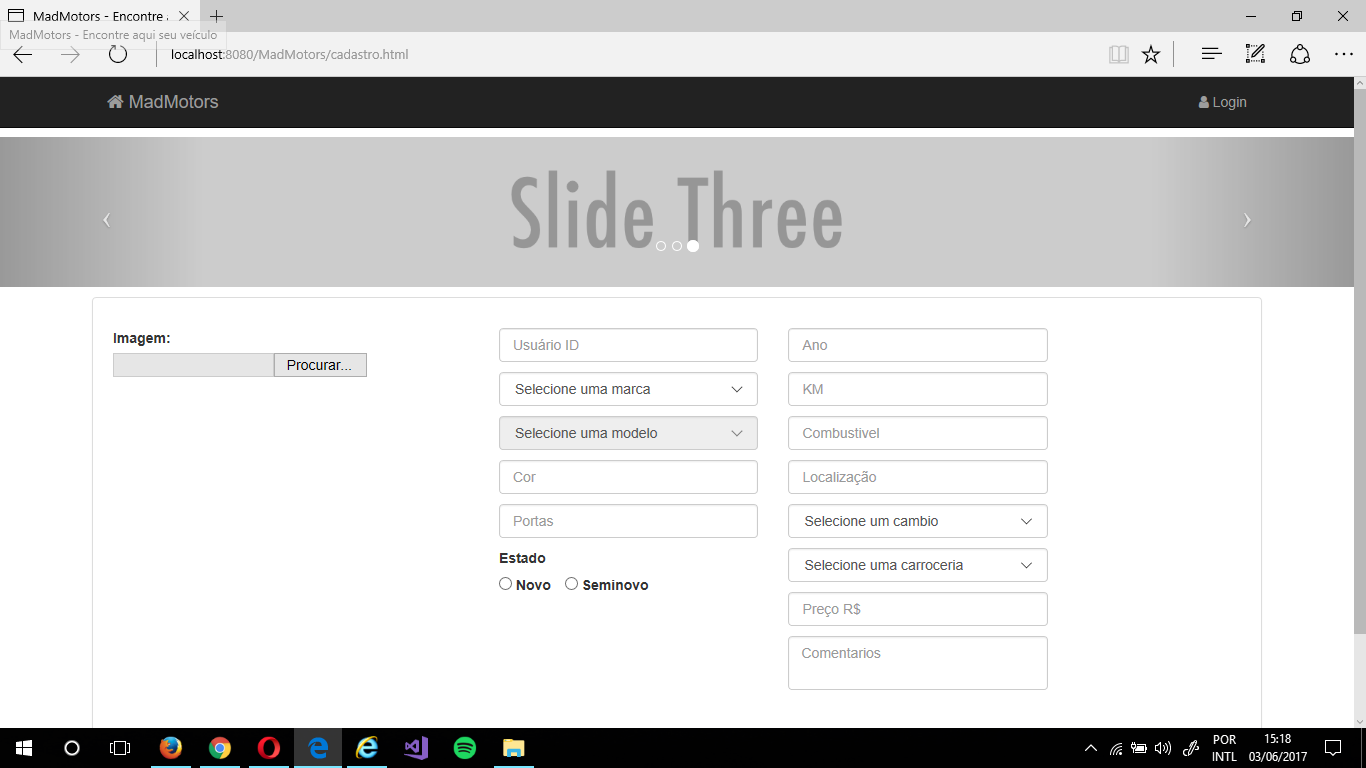 MadMotors - Encontre
MadMotors - Encontre aqui seu veículo
localhost:8080/MadMotors/cadastro.html
MadMotors
Login
Slide Three
Imagem:
Procurar...
Usuário ID
Ano
Selecione uma marca
KM
Selecione uma modelo
Combustivel
Cor
Localização
Portas
Selecione um cambio
Estado
Selecione uma carroceria
Novo
Seminovo
Preço R$
Comentarios
POR
INTL
15:18
03/06/2017